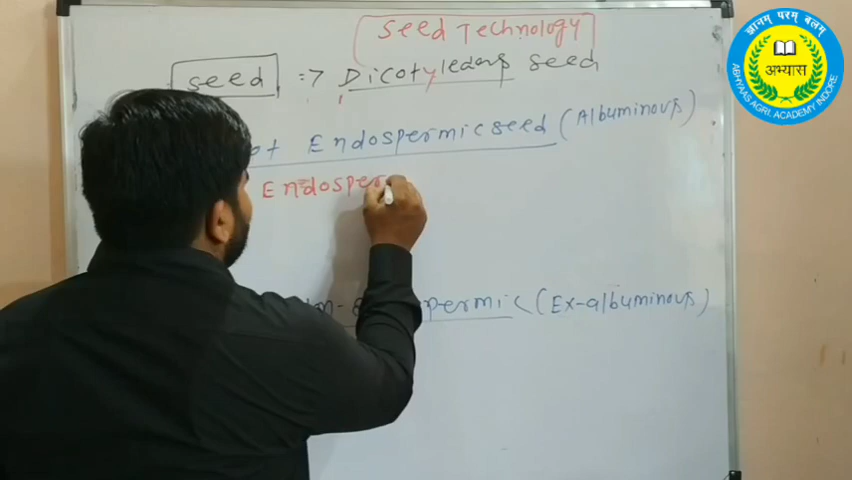 Seed Technology
seed => Dicotyledons seed
Endospermic seed (Albuminous)
Endosper
(Ex-albuminous)
ज्ञानम् परम् बलम्
अभ्यास
ABHYAAS AGRI. ACADEMY INDORE